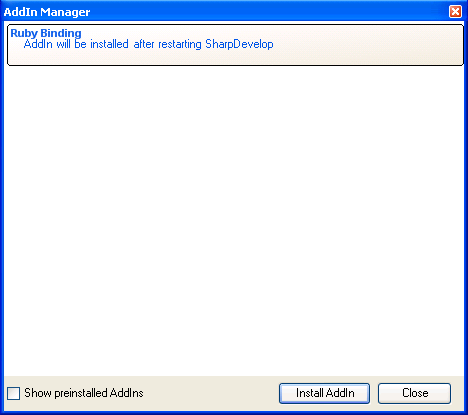 AddIn Manager
Ruby Binding
AddIn will be installed after restarting SharpDevelop
Show preinstalled AddIns
Install AddIn
Close